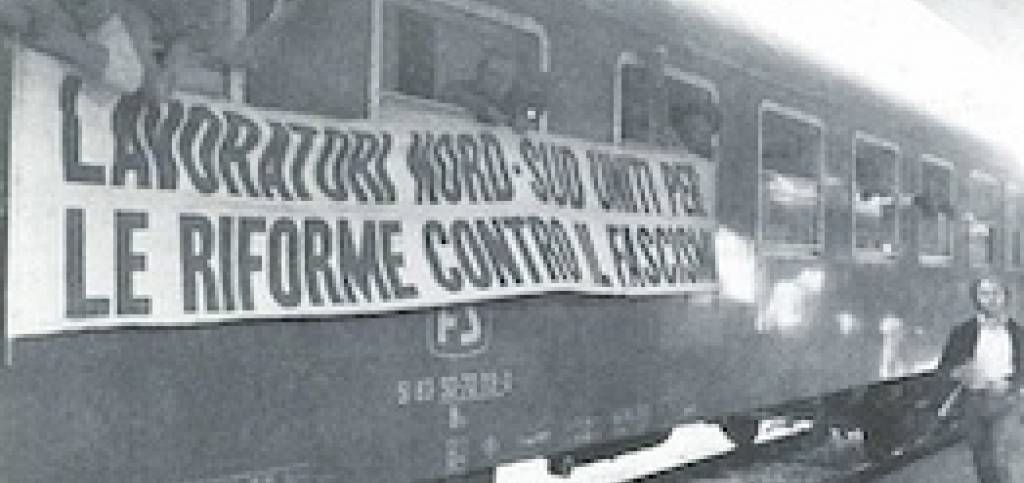 LAVORATORI NORD-SUD UNITI PER
LE RIFORME CONTRO IL FASCISMO
FS